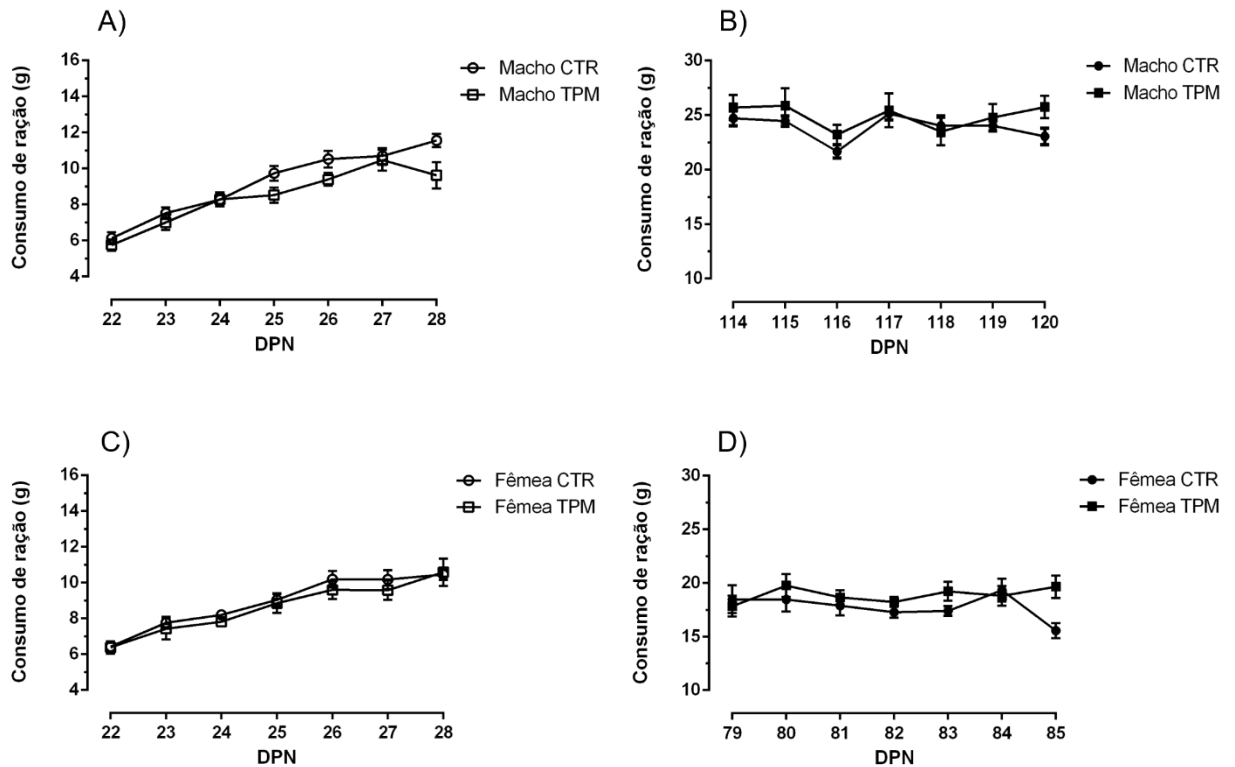 A)
Consumo de ração (g)
16
14
12
10
8
6
4
22 23 24 25 26 27 28
DPN
Macho CTR
Macho TPM
B)
Consumo de ração (g)
30
25
20
15
10
114 115 116 117 118 119 120
DPN
Macho CTR
Macho TPM
C)
Consumo de ração (g)
16
14
12
10
8
6
4
22 23 24 25 26 27 28
DPN
Fêmea CTR
Fêmea TPM
D)
Consumo de ração (g)
30
25
20
15
10
79 80 81 82 83 84 85
DPN
Fêmea CTR
Fêmea TPM